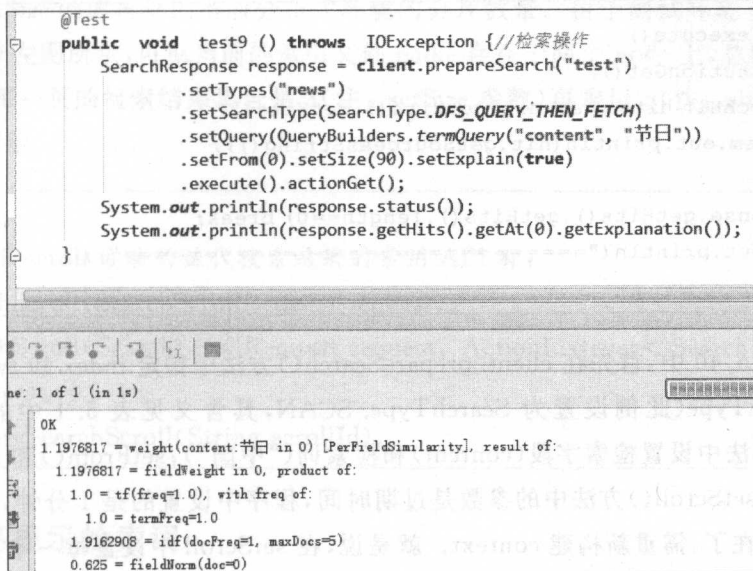 @Test
public void test9 () throws IOException {//检索操作
SearchResponse response = client.prepareSearch("test")
.setTypes("news")
.setSearchType(SearchType.DFS_QUERY_THEN_FETCH)
.setQuery(QueryBuilders.termQuery("content", "节日"))
.setFrom(0).setSize(90).setExplain(true)
.execute().actionGet();
System.out.println(response.status());
System.out.println(response.getHits().getAt(0).getExplanation());
}
ne: 1 of 1 (in 1s)
OK
1.1976817 = weight(content:节日 in 0) [PerFieldSimilarity], result of:
1.1976817 = fieldWeight in 0, product of:
1.0 = tf(freq=1.0), with freq of:
1.0 = termFreq=1.0
1.9162908 = idf(docFreq=1, maxDocs=5)
0.625 = fieldNorm(doc=0)